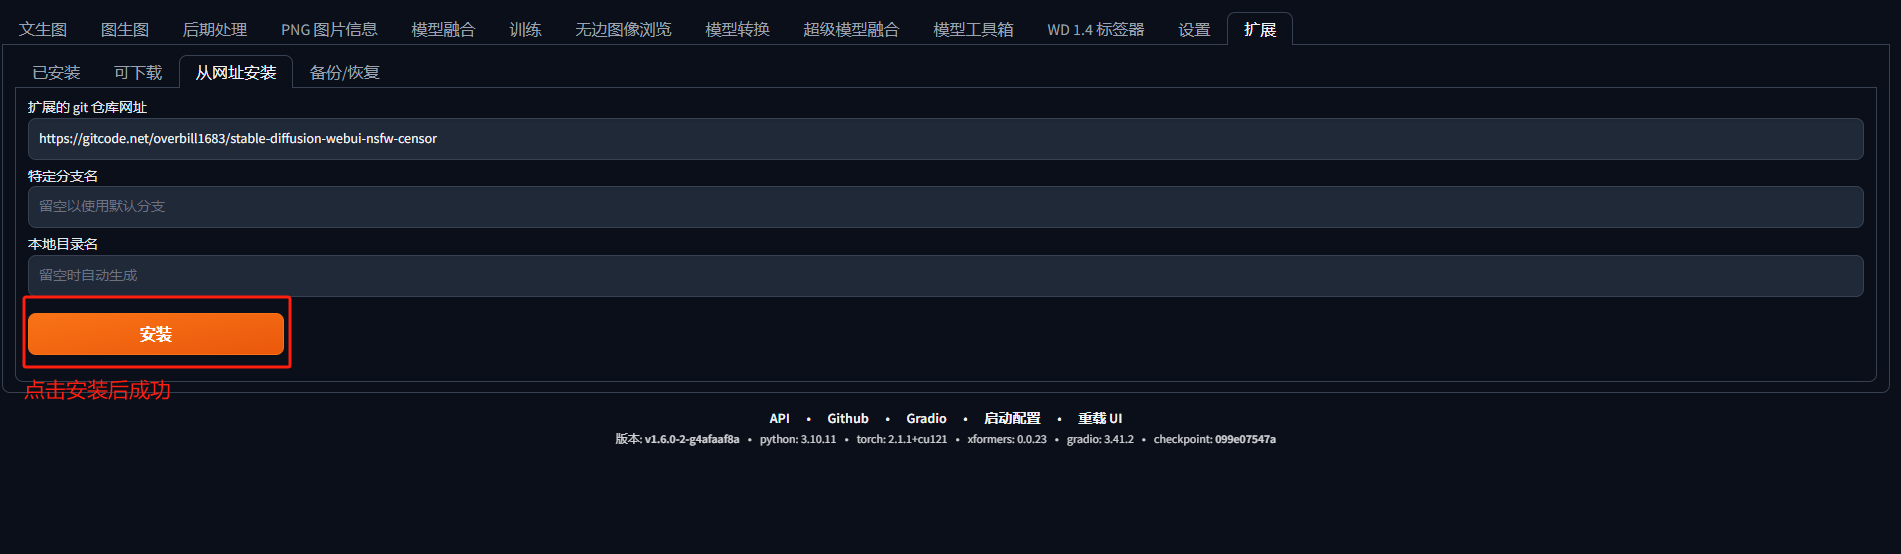 文生图 图生图 后期处理 PNG 图片信息 模型融合 训练 无边图像浏览 模型转换 超级模型融合 模型工具箱 WD 1.4 标签器 设置 扩展
已安装 可下载 从网址安装 备份/恢复
扩展的 git 仓库网址
https://gitcode.net/overbill1683/stable-diffusion-webui-nsfw-censor
特定分支名
留空以使用默认分支
本地目录名
留空时自动生成
安装
点击安装后成功
API • Github • Gradio • 启动配置 • 重载 UI
版本: v1.6.0-2-g4afaaf8a • python: 3.10.11 • torch: 2.1.1+cu121 • xformers: 0.0.23 • gradio: 3.41.2 • checkpoint: 099e07547a